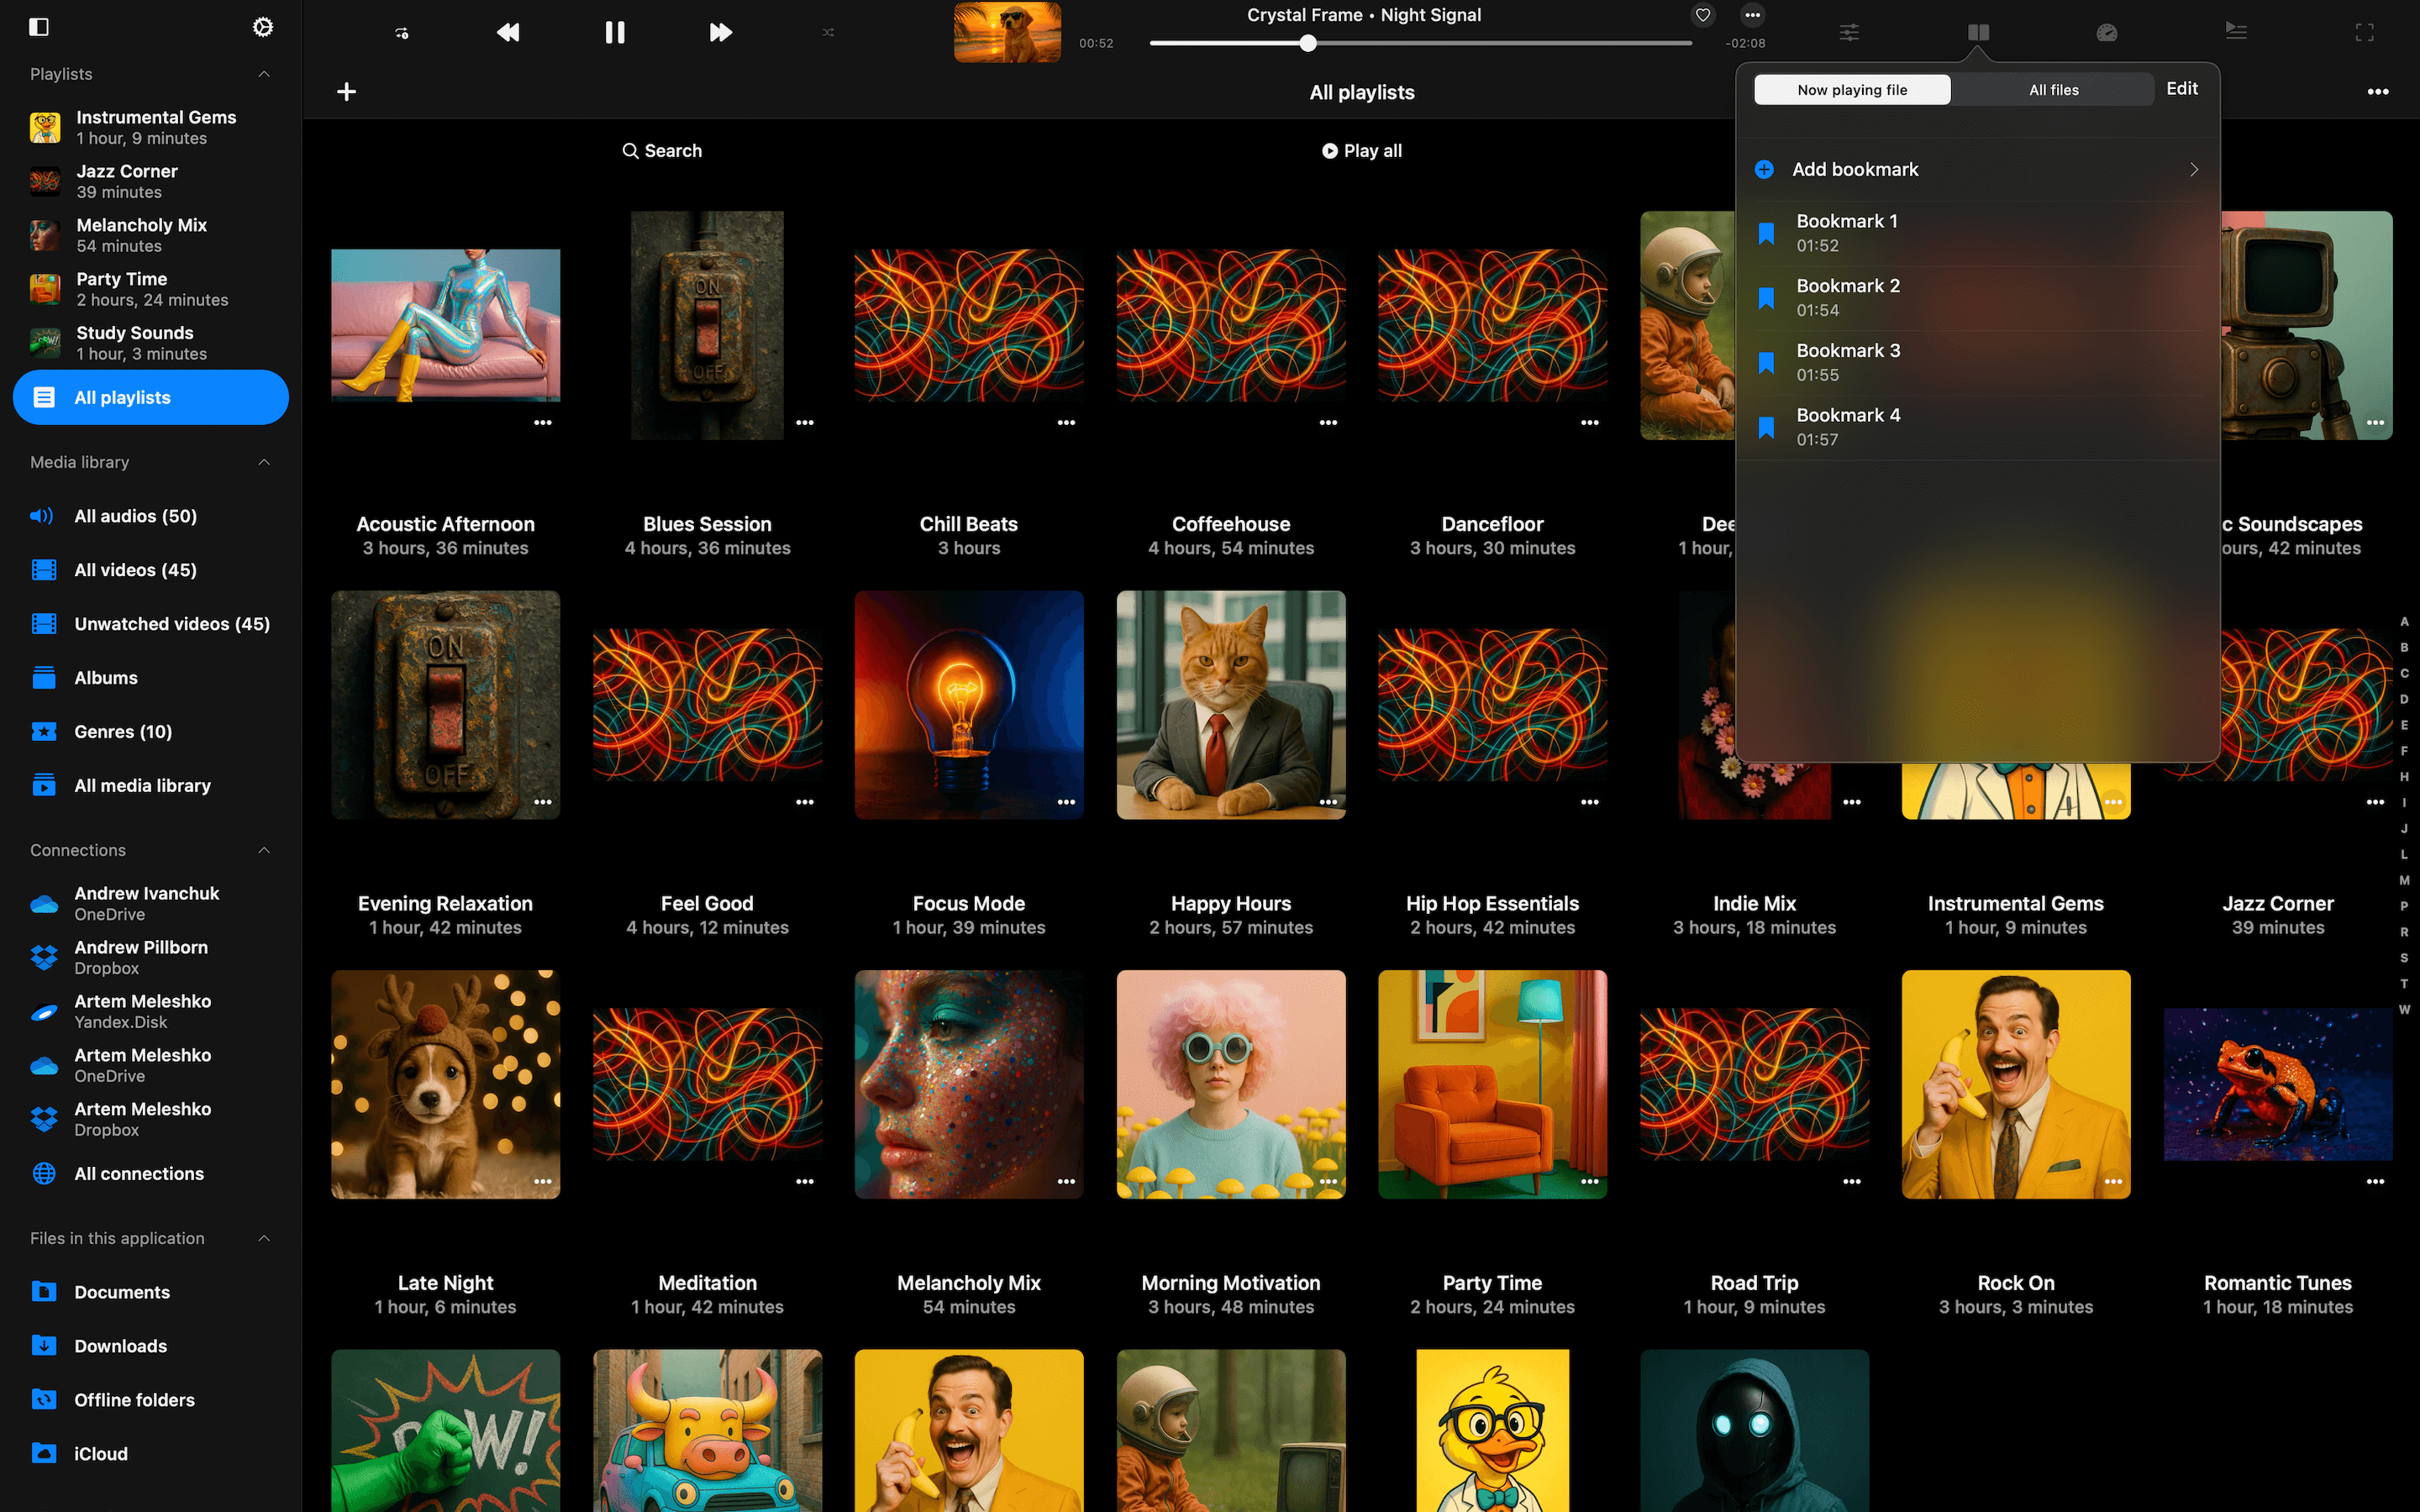 Playlists
Instrumental Gems
1 hour, 9 minutes
Jazz Corner
39 minutes
Melancholy Mix
54 minutes
Party Time
2 hours, 24 minutes
Study Sounds
1 hour, 3 minutes
All playlists
Media library
All audios (50)
All videos (45)
Unwatched videos (45)
Albums
Genres (10)
All media library
Connections
Andrew Ivanchuk
OneDrive
Andrew Pillborn
Dropbox
Artem Meleshko
Yandex.Disk
Artem Meleshko
OneDrive
Artem Meleshko
Dropbox
All connections
Files in this application
Documents
Downloads
Offline folders
iCloud
Crystal Frame • Night Signal
00:52
-02:08
All playlists
Search
Play all
Now playing file
All files
Edit
Add bookmark
Bookmark 1
01:52
Bookmark 2
01:54
Bookmark 3
01:55
Bookmark 4
01:57
ON
OFF
Acoustic Afternoon
3 hours, 36 minutes
Blues Session
4 hours, 36 minutes
Chill Beats
3 hours
Coffeehouse
4 hours, 54 minutes
Dancefloor
3 hours, 30 minutes
1 hour,
Soundscapes
42 minutes
ON
OFF
Evening Relaxation
1 hour, 42 minutes
Feel Good
4 hours, 12 minutes
Focus Mode
1 hour, 39 minutes
Happy Hours
2 hours, 57 minutes
Hip Hop Essentials
2 hours, 42 minutes
Indie Mix
3 hours, 18 minutes
Instrumental Gems
1 hour, 9 minutes
Jazz Corner
39 minutes
Late Night
1 hour, 6 minutes
Meditation
1 hour, 42 minutes
Melancholy Mix
54 minutes
Morning Motivation
3 hours, 48 minutes
Party Time
2 hours, 24 minutes
Road Trip
1 hour, 9 minutes
Rock On
3 hours, 3 minutes
Romantic Tunes
1 hour, 18 minutes
A
B
C
D
E
F
H
I
J
L
M
P
R
S
T
W